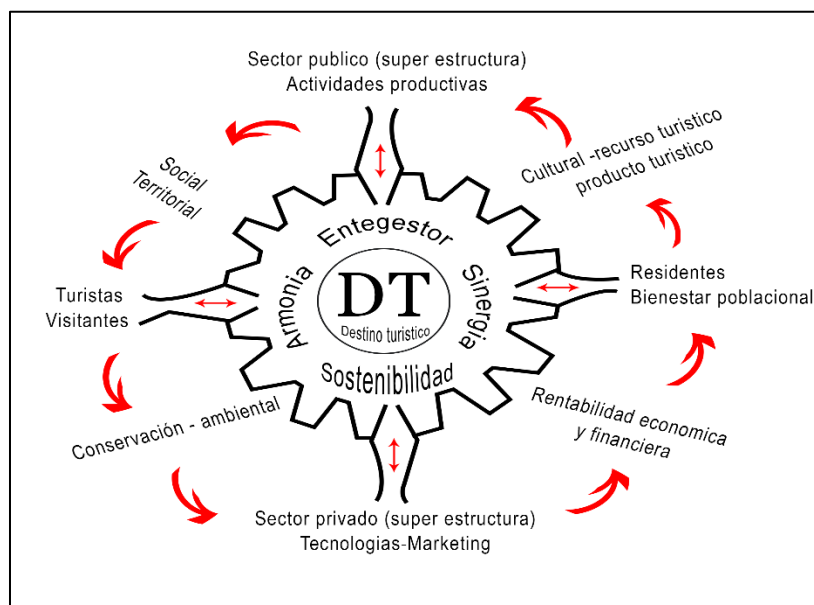 Sector publico (super estructura)
Actividades productivas
Social
Territorial
Cultural -recurso turistico
producto turistico
Turistas
Visitantes
Entegestor
Armonia
Sinergia
DT
Destino turistico
Sostenibilidad
Residentes
Bienestar poblacional
Conservación - ambiental
Rentabilidad economica
y financiera
Sector privado (super estructura)
Tecnologias-Marketing